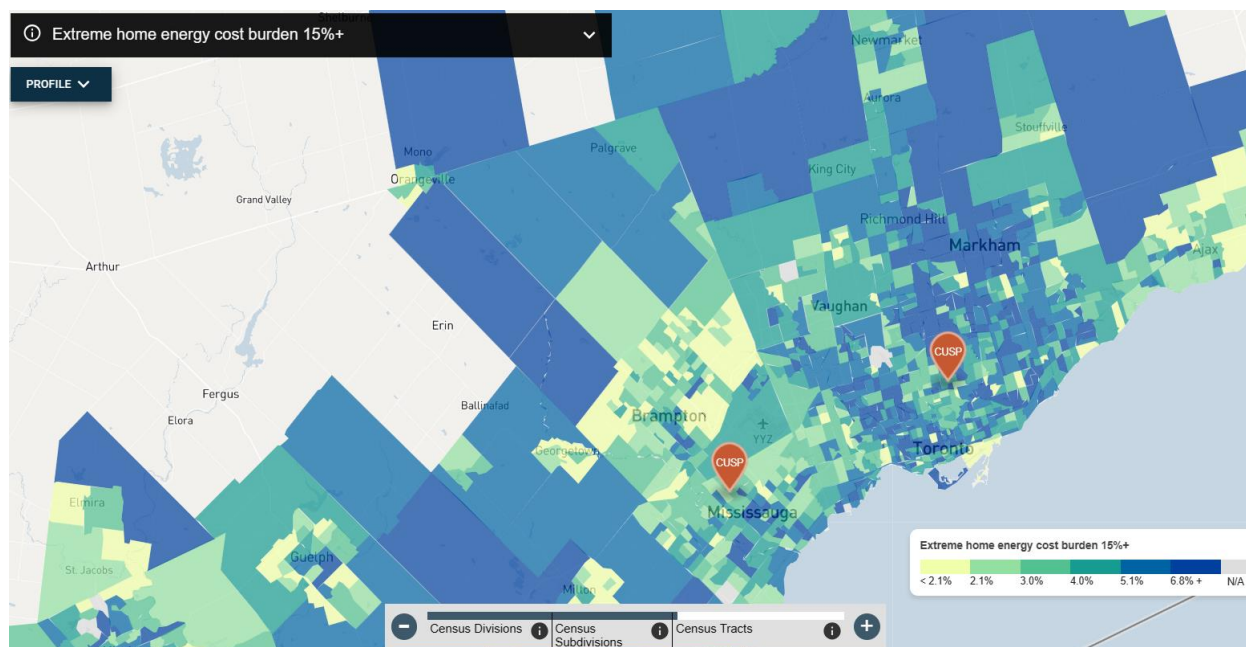 Shelburne
Extreme home energy cost burden 15%+
PROFILE
Newmarket
Aurora
Stouffville
Mono
Palgrave
King City
Orangeville
Grand Valley
Richmond Hill
Markham
Ajax
Arthur
Vaughan
Erin
CUSP
Fergus
Ballinafad
Elora
Brampton
YYZ
Georgetown
Toronto
CUSP
Elmira
Mississauga
Guelph
St. Jacobs
Milton
Extreme home energy cost burden 15%+
< 2.1% 2.1% 3.0% 4.0% 5.1% 6.8% + N/A
Census Divisions Census Subdivisions Census Tracts